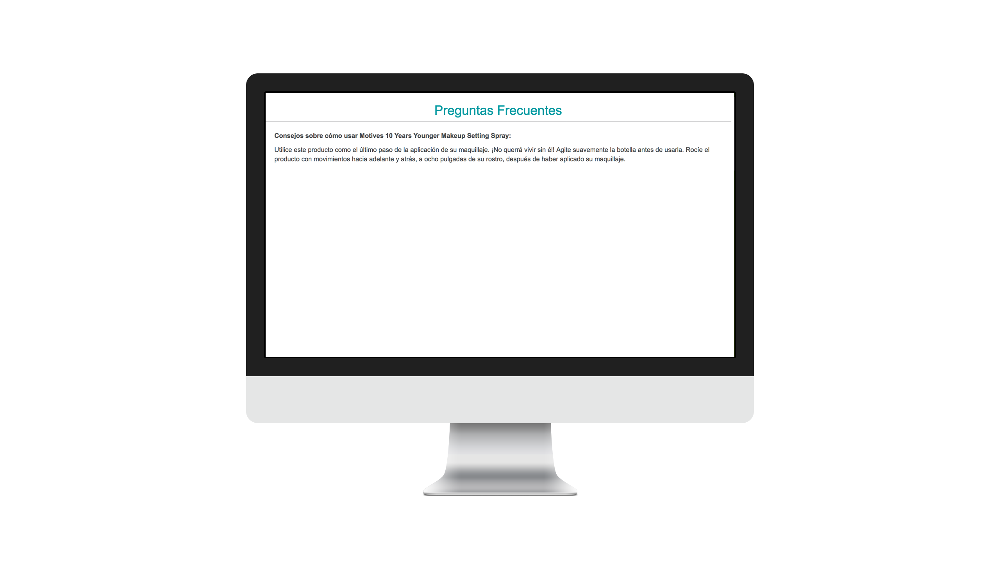 Preguntas Frecuentes
Consejos sobre cómo usar Motives 10 Years Younger Makeup Setting Spray:
Utilice este producto como el último paso de la aplicación de su maquillaje. ¡No querrá vivir sin él! Agite suavemente la botella antes de usarla. Rocíe el
producto con movimientos hacia adelante y atrás, a ocho pulgadas de su rostro, después de haber aplicado su maquillaje.